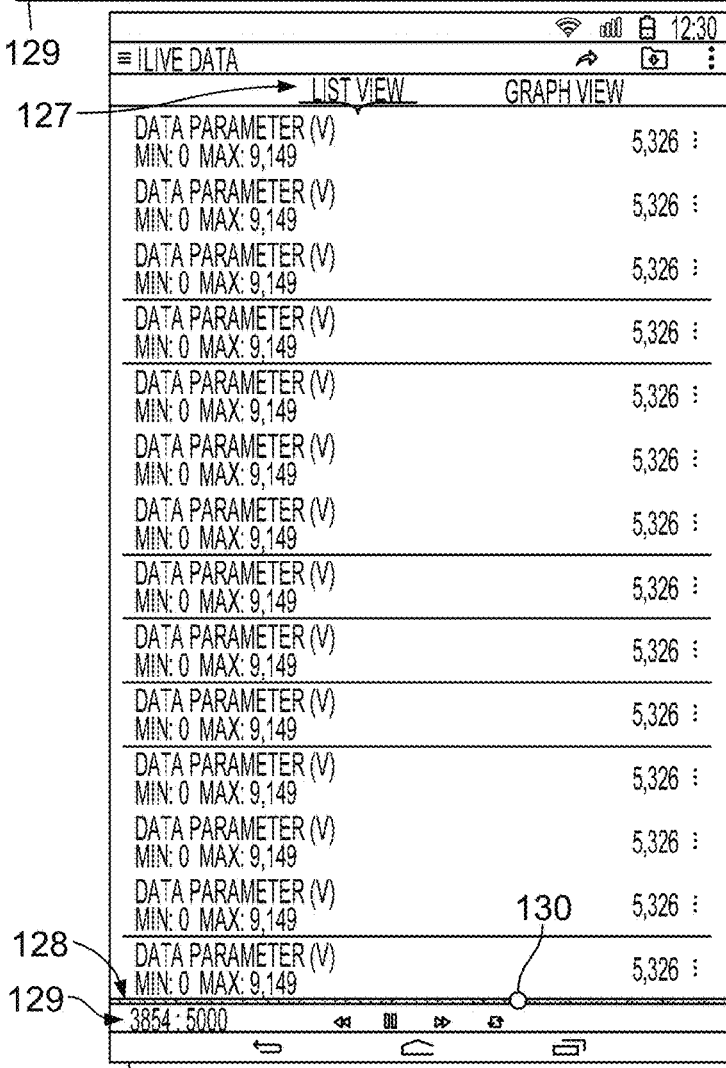 12:30
129
ILIVE DATA
127
LIST VIEW GRAPH VIEW
DATA PARAMETER (V)
MIN: 0 MAX: 9,149
5,326
DATA PARAMETER (V)
MIN: 0 MAX: 9,149
5,326
DATA PARAMETER (V)
MIN: 0 MAX: 9,149
5,326
DATA PARAMETER (V)
MIN: 0 MAX: 9,149
5,326
DATA PARAMETER (V)
MIN: 0 MAX: 9,149
5,326
DATA PARAMETER (V)
MIN: 0 MAX: 9,149
5,326
DATA PARAMETER (V)
MIN: 0 MAX: 9,149
5,326
DATA PARAMETER (V)
MIN: 0 MAX: 9,149
5,326
DATA PARAMETER (V)
MIN: 0 MAX: 9,149
5,326
DATA PARAMETER (V)
MIN: 0 MAX: 9,149
5,326
DATA PARAMETER (V)
MIN: 0 MAX: 9,149
5,326
DATA PARAMETER (V)
MIN: 0 MAX: 9,149
5,326
DATA PARAMETER (V)
MIN: 0 MAX: 9,149
5,326
130
DATA PARAMETER (V)
MIN: 0 MAX: 9,149
5,326
128
129
3854 : 5000